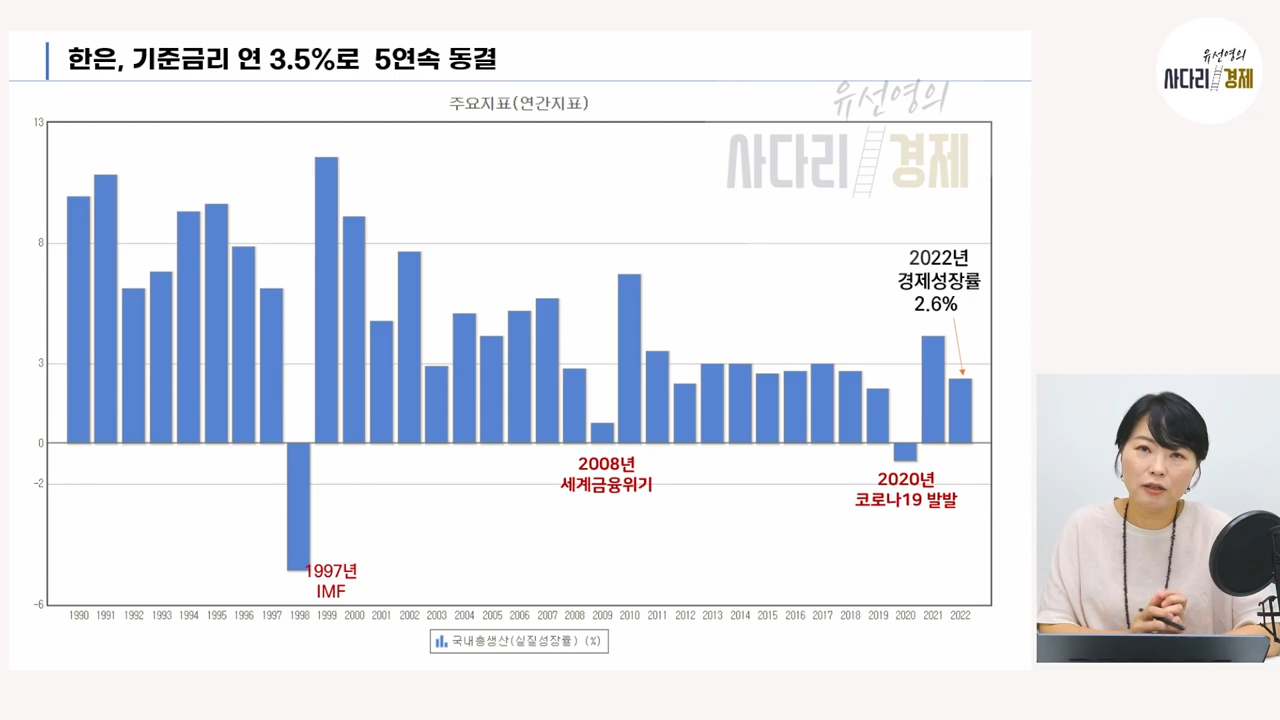 한은, 기준금리 연 3.5%로 5연속 동결
유선영의
사다리 경제
주요지표(연간지표)
유선영의
사다리 경제
13
8
3
0
-2
-6
2022년
경제성장률
2.6%
2008년
세계금융위기
2020년
코로나19 발발
1997년
IMF
1990 1991 1992 1993 1994 1995 1996 1997 1998 1999 2000 2001 2002 2003 2004 2005 2006 2007 2008 2009 2010 2011 2012 2013 2014 2015 2016 2017 2018 2019 2020 2021 2022
국내총생산(실질성장률) (%)